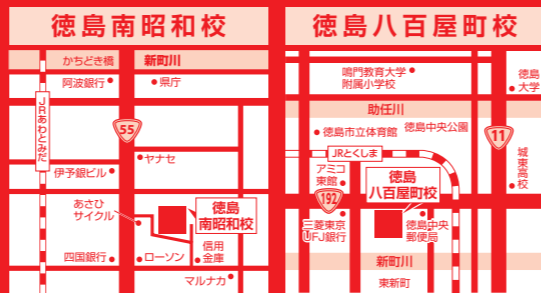 徳島南昭和校
かちどき橋
新町川
阿波銀行
県庁
JRあわとみだ
55
ヤナセ
伊予銀ビル
あさひ
サイクル
徳島
南昭和校
信用
金庫
四国銀行
ローソン
マルナカ
徳島八百屋町校
鳴門教育大学
附属小学校
徳島
大学
助任川
徳島市立体育館
徳島中央公園
11
JRとくしま
城東高校
アミコ
東館
徳島
八百屋町校
192
三菱東京
UFJ銀行
徳島中央
郵便局
新町川
東新町